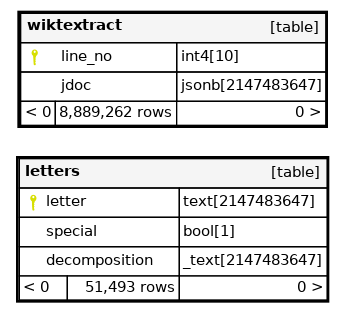 wiktextract [table]
line_no int4[10]
jdoc jsonb[2147483647]
< 0 8,889,262 rows 0 >
letters [table]
letter text[2147483647]
special bool[1]
decomposition _text[2147483647]
< 0 51,493 rows 0 >